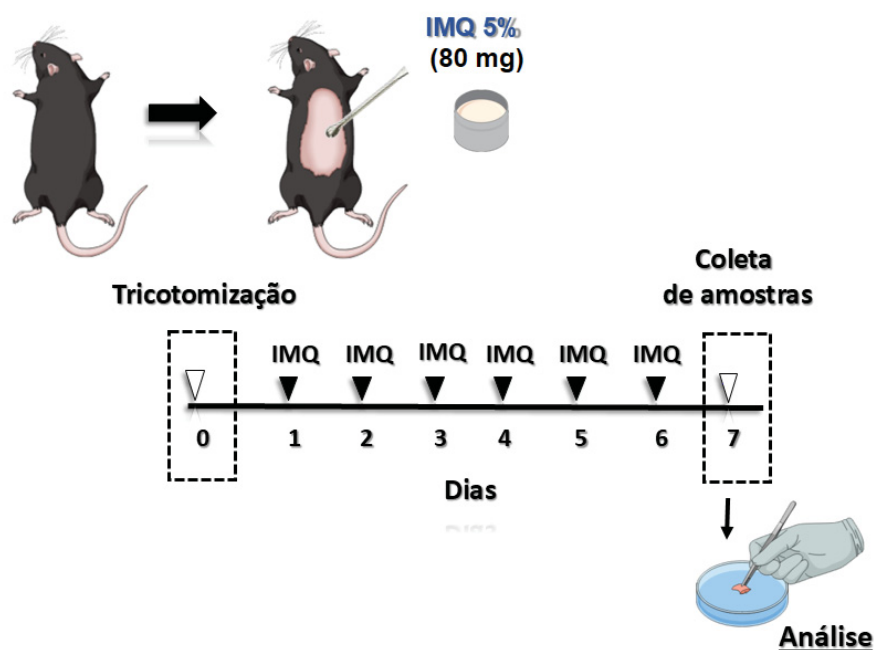 IMQ 5%
(80 mg)
Tricotomização
Coleta
de amostras
IMQ IMQ IMQ IMQ IMQ IMQ
0 1 2 3 4 5 6 7
Dias
Análise